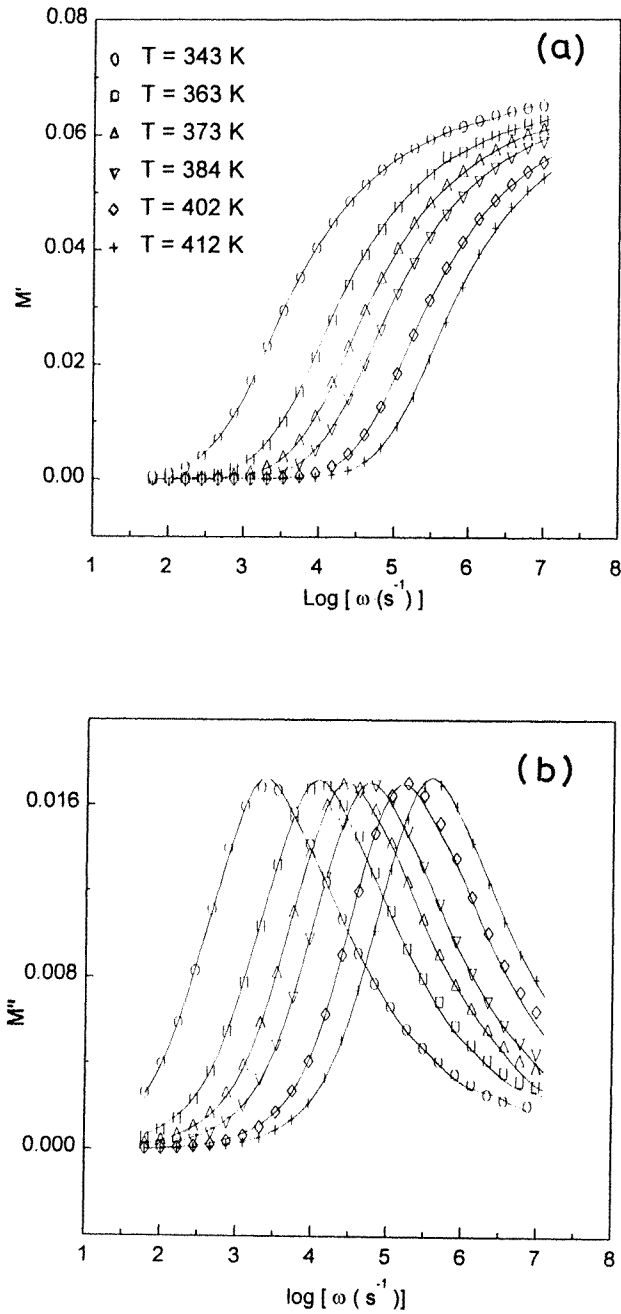 0.08
(a)
T = 343 K
T = 363 K
T = 373 K
T = 384 K
T = 402 K
T = 412 K
0.06
0.04
0.02
0.00
M'
1 2 3 4 5 6 7 8
Log [ ω (s⁻¹) ]
(b)
0.016
0.008
0.000
M''
1 2 3 4 5 6 7 8
log [ ω ( s⁻¹)]